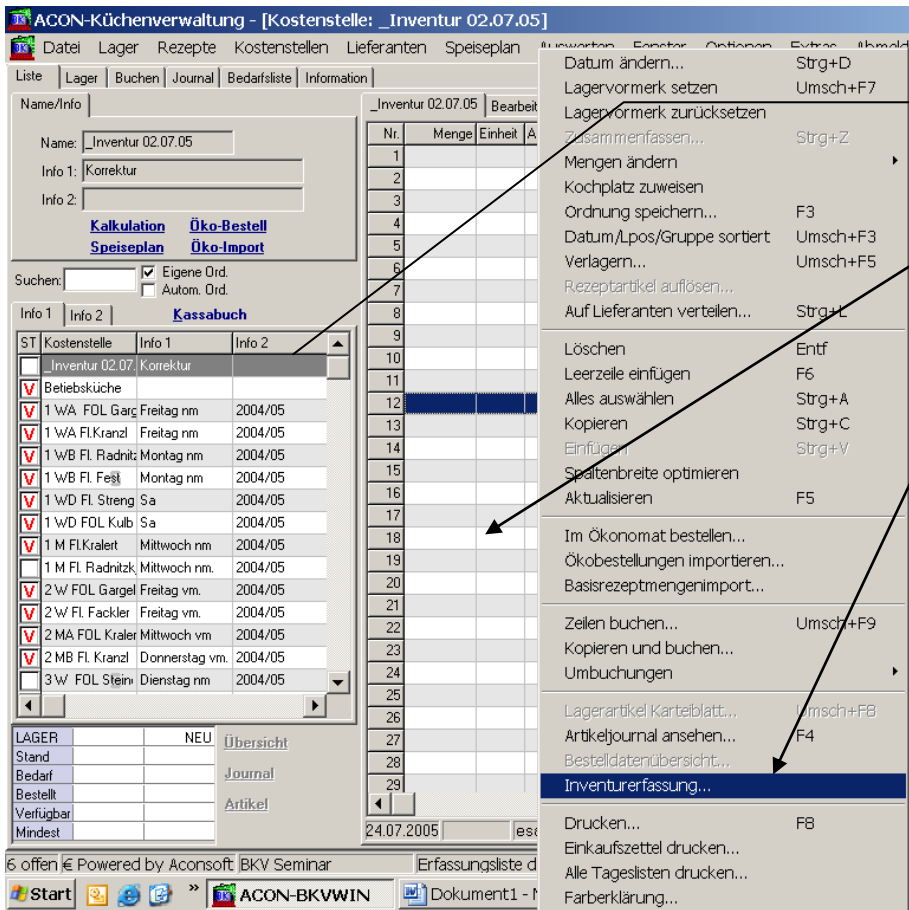 ACON-Küchenverwaltung - [Kostenstelle: _Inventur 02.07.05]
Datei Lager Rezepte Kostenstellen Lieferanten Speiseplan Auswerten Fenster Optionen Extras
Liste Lager Buchen Journal Bedarfsliste Information
Name/Info
Name: _Inventur 02.07.05
Info 1: Korrektur
Info 2:
Kalkulation Öko-Bestell
Speiseplan Öko-Import
Suchen: Eigene Ord.
Autom. Ord.
Info 1 Info 2 Kassabuch
ST Kostenstelle Info 1 Info 2
_Inventur 02.07. Korrektur
V Betiebsküche
V 1 WA FOL Garg Freitag nm 2004/05
V 1 WA Fl.Kranzl Freitag nm 2004/05
V 1 WB Fl. Radnitz Montag nm 2004/05
V 1 WB Fl. Fest Montag nm 2004/05
V 1 WD Fl. Streng Sa 2004/05
V 1 WD FOL Kulb Sa 2004/05
V 1 M Fl.Kralert Mittwoch nm 2004/05
1 M Fl. Radnitzk Mittwoch nm. 2004/05
V 2 W FOL Gargel Freitag vm. 2004/05
V 2 W Fl. Fackler Freitag vm. 2004/05
V 2 MA FOL Kraler Mittwoch vm 2004/05
V 2 MB Fl. Kranzl Donnerstag vm. 2004/05
3 W FOL Stein Dienstag nm 2004/05
LAGER NEU
Stand
Bedarf
Bestellt
Verfügbar
Mindest
Übersicht
Journal
Artikel
_Inventur 02.07.05 Bearbeit
Nr. Menge Einheit A
1
2
3
4
5
6
7
8
9
10
11
12
13
14
15
16
17
18
19
20
21
22
23
24
25
26
27
28
29
24.07.2005
Datum ändern... Strg+D
Lagervormerk setzen Umsch+F7
Lagervormerk zurücksetzen
Zusammenfassen... Strg+Z
Mengen ändern
Kochplatz zuweisen
Ordnung speichern... F3
Datum/Lpos/Gruppe sortiert Umsch+F3
Verlagern... Umsch+F5
Rezeptartikel auflösen...
Auf Lieferanten verteilen... Strg+L
Löschen Entf
Leerzeile einfügen F6
Alles auswählen Strg+A
Kopieren Strg+C
Einfügen Strg+V
Spaltenbreite optimieren
Aktualisieren F5
Im Ökonomat bestellen...
Ökobestellungen importieren...
Basisrezeptmengenimport...
Zeilen buchen... Umsch+F9
Kopieren und buchen...
Umbuchungen
Lagerartikel Karteiblatt... Umsch+F8
Artikeljournal ansehen... F4
Bestelldatenübersicht...
Inventurerfassung...
Drucken... F8
Einkaufszettel drucken...
Alle Tageslisten drucken...
Farberklärung...
6 offen € Powered by Aconsoft BKV Seminar Erfassungsliste d
Start » ACON-BKVWIN Dokument1 -